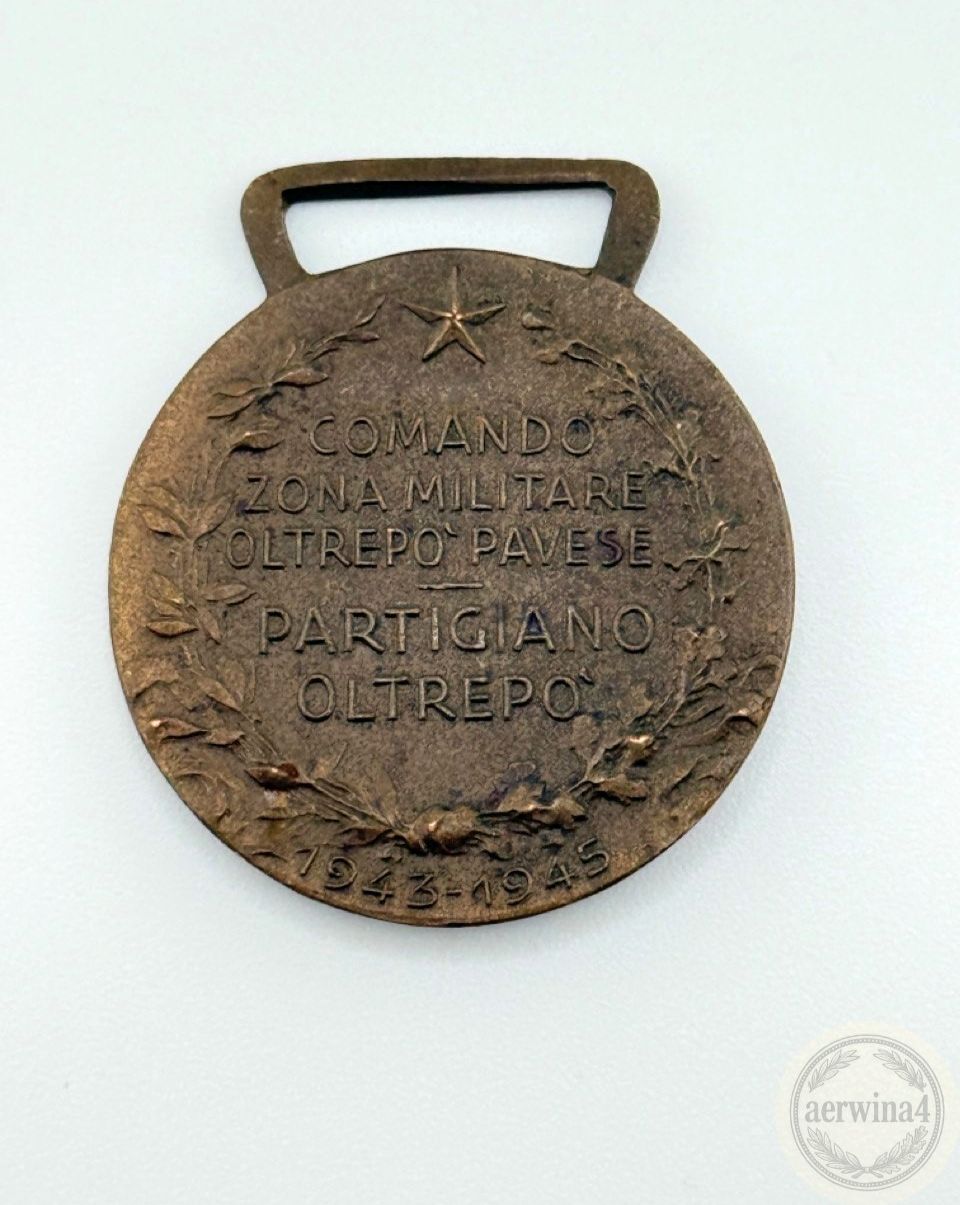 COMANDO
ZONA MILITARE
OLTREPO` PAVESE
PARTIGIANO
OLTREPO`
1943-1945
aerwina4